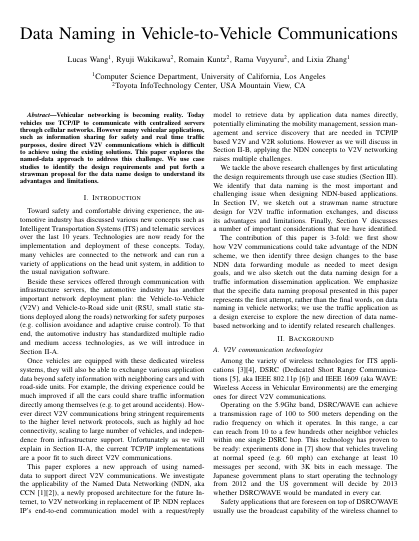 Data Naming in Vehicle-to-Vehicle Communications
Lucas Wang1, Ryuji Wakikawa2, Romain Kuntz2, Rama Vuyyuru2, and Lixia Zhang1
1Computer Science Department, University of California, Los Angeles
2Toyota InfoTechnology Center, USA Mountain View, CA
Abstract—Vehicular networking is becoming reality. Today
vehicles use TCP/IP to communicate with centralized servers
through cellular networks. However many vehicular applications,
such as information sharing for safety and real time traffic
purposes, desire direct V2V communications which is difficult
to achieve using the existing solutions. This paper explores the
named-data approach to address this challenge. We use case
studies to identify the design requirements and put forth a
strawman proposal for the data name design to understand its
advantages and limitations.
I. INTRODUCTION
Toward safety and comfortable driving experience, the au-
tomotive industry has discussed various new concepts such as
Intelligent Transportation Systems (ITS) and telematic services
over the last 10 years. Technologies are now ready for the
implementation and deployment of these concepts. Today,
many vehicles are connected to the network and can run a
variety of applications on the head unit system, in addition to
the usual navigation software.
Beside these services offered through communication with
infrastructure servers, the automotive industry has another
important network deployment plan: the Vehicle-to-Vehicle
(V2V) and Vehicle-to-Road side unit (RSU, small static sta-
tions deployed along the roads) networking for safety purposes
(e.g. collision avoidance and adaptive cruise control). To that
end, the automotive industry has standardized multiple radio
and medium access technologies, as we will introduce in
Section II-A.
Once vehicles are equipped with these dedicated wireless
systems, they will also be able to exchange various application
data beyond safety information with neighboring cars and with
road-side units. For example, the driving experience could be
much improved if all the cars could share traffic information
directly among themselves (e.g. to get around accidents). How-
ever direct V2V communications bring stringent requirements
to the higher level network protocols, such as highly ad hoc
connectivity, scaling to large number of vehicles, and indepen-
dence from infrastructure support. Unfortunately as we will
explain in Section II-A, the current TCP/IP implementations
are a poor fit to such direct V2V communications.
This paper explores a new approach of using named-
data to support direct V2V communications. We investigate
the applicability of the Named Data Networking (NDN, aka
CCN [1][2]), a newly proposed architecture for the future In-
ternet, to V2V networking in replacement of IP. NDN replaces
IP's end-to-end communication model with a request/reply
model to retrieve data by application data names directly,
potentially eliminating the mobility management, session man-
agement and service discovery that are needed in TCP/IP
based V2V and V2R solutions. However as we will discuss in
Section II-B, applying the NDN concepts to V2V networking
raises multiple challenges.
We tackle the above research challenges by first articulating
the design requirements through use case studies (Section III).
We identify that data naming is the most important and
challenging issue when designing NDN-based applications.
In Section IV, we sketch out a strawman name structure
design for V2V traffic information exchanges, and discuss
its advantages and limitations. Finally, Section V discusses
a number of important considerations that we have identified.
The contribution of this paper is 3-fold: we first show
how V2V communications could take advantage of the NDN
scheme, we then identify three design changes to the base
NDN data forwarding module as needed to meet design
goals, and we also sketch out the data naming design for a
traffic information dissemination application. We emphasize
that the specific data naming proposal presented in this paper
represents the first attempt, rather than the final words, on data
naming in vehicle networks; we use the traffic application as
a design exercise to explore the new direction of data name-
based networking and to identify related research challenges.
II. BACKGROUND
A. V2V communication technologies
Among the variety of wireless technologies for ITS appli-
cations [3][4], DSRC (Dedicated Short Range Communica-
tions [5], aka IEEE 802.11p [6]) and IEEE 1609 (aka WAVE:
Wireless Access in Vehicular Environments) are the emerging
ones for direct V2V communications.
Operating on the 5.9Ghz band, DSRC/WAVE can achieve
a transmission range of 100 to 500 meters depending on the
radio frequency on which it operates. In this range, a car
can reach from 10 to a few hundreds other neighbor vehicles
within one single DSRC hop. This technology has proven to
be ready: experiments done in [7] show that vehicles traveling
at normal speed (e.g. 60 mph) can exchange at least 10
messages per second, with 3K bits in each message. The
Japanese government plans to start operating the technology
from 2012 and the US government will decide by 2013
whether DSRC/WAVE would be mandated in every car.
Safety applications that are foreseen on top of DSRC/WAVE
usually use the broadcast capability of the wireless channel to